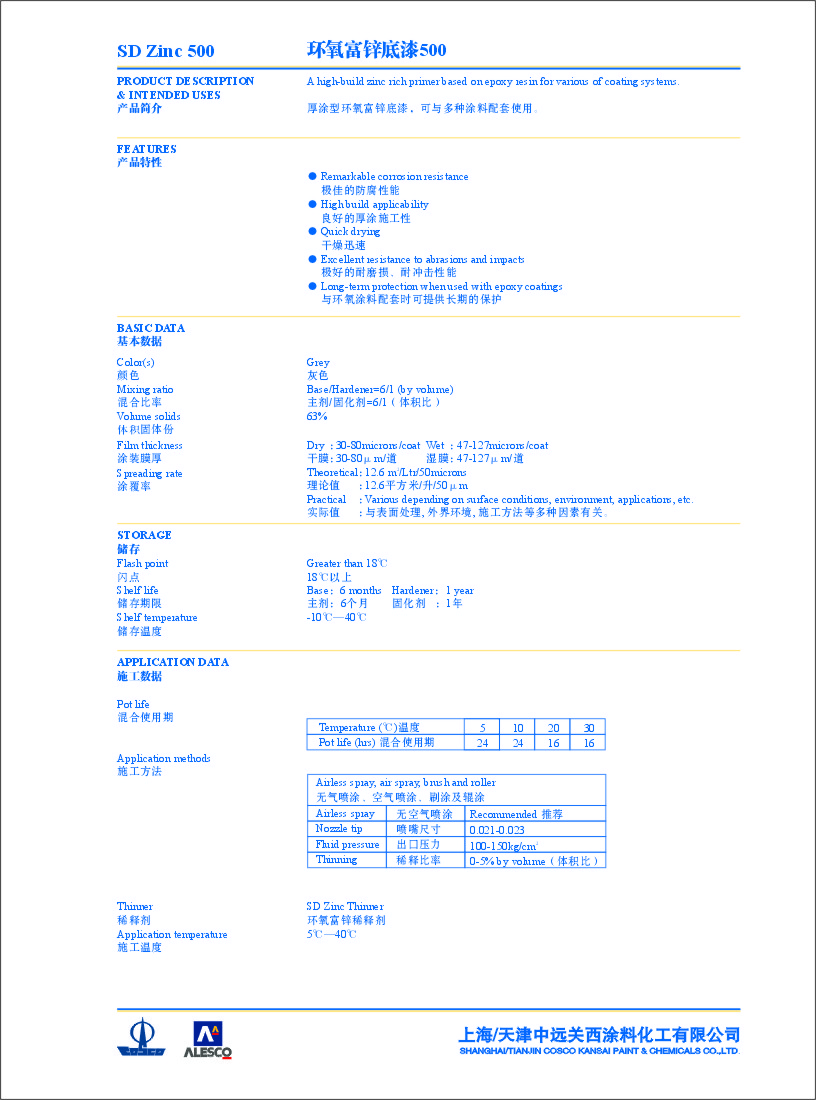 SD Zinc 500 环氧富锌底漆500
PRODUCT DESCRIPTION A high-build zinc rich primer based on epoxy resin for various of coating systems.
& INTENDED USES
产品简介 厚涂型环氧富锌底漆、可与多种涂料配套使用。
FEATURES
产品特性
● Remarkable corrosion resistance
极佳的防腐性能
● High build applicability
良好的厚涂施工性
● Quick drying
干燥迅速
● Excellent resistance to abrasions and impacts
极好的耐磨损、耐冲击性能
● Long-term protection when used with epoxy coatings
与环氧涂料配套时可提供长期的保护
BASIC DATA
基本数据
Color(s) Grey
颜色 灰色
Mixing ratio Base/Hardener=6/1 (by volume)
混合比率 主剂/固化剂=6/1（体积比）
Volume solids 63%
体积固体份
Film thickness Dry : 30-80microns/coat Wet : 47-127microns/coat
涂装膜厚 干膜: 30-80μm/道 湿膜: 47-127μm/道
Spreading rate Theoretical: 12.6 m²/Ltr/50microns
涂覆率 理论值 : 12.6平方米/升/50μm
Practical : Various depending on surface conditions, environment, applications, etc.
实际值 : 与表面处理, 外界环境, 施工方法等多种因素有关。
STORAGE
储存
Flash point Greater than 18℃
闪点 18℃以上
Shelf life Base: 6 months Hardener: 1 year
储存期限 主剂: 6个月 固化剂 : 1年
Shelf temperature -10℃—40℃
储存温度
APPLICATION DATA
施工数据
Pot life
混合使用期
Temperature (℃)温度 5 10 20 30
Pot life (hrs) 混合使用期 24 24 16 16
Application methods
施工方法
Airless spray, air spray, brush and roller
无气喷涂、空气喷涂、刷涂及辊涂
Airless spray 无空气喷涂 Recommended 推荐
Nozzle tip 喷嘴尺寸 0.021-0.023
Fluid pressure 出口压力 100-150kg/cm²
Thinning 稀释比率 0-5% by volume（体积比）
Thinner SD Zinc Thinner
稀释剂 环氧富锌稀释剂
Application temperature 5℃—40℃
施工温度
COSCO ALESCO 上海/天津中远关西涂料化工有限公司
SHANGHAI/TIANJIN COSCO KANSAI PAINT & CHEMICALS CO.,LTD.